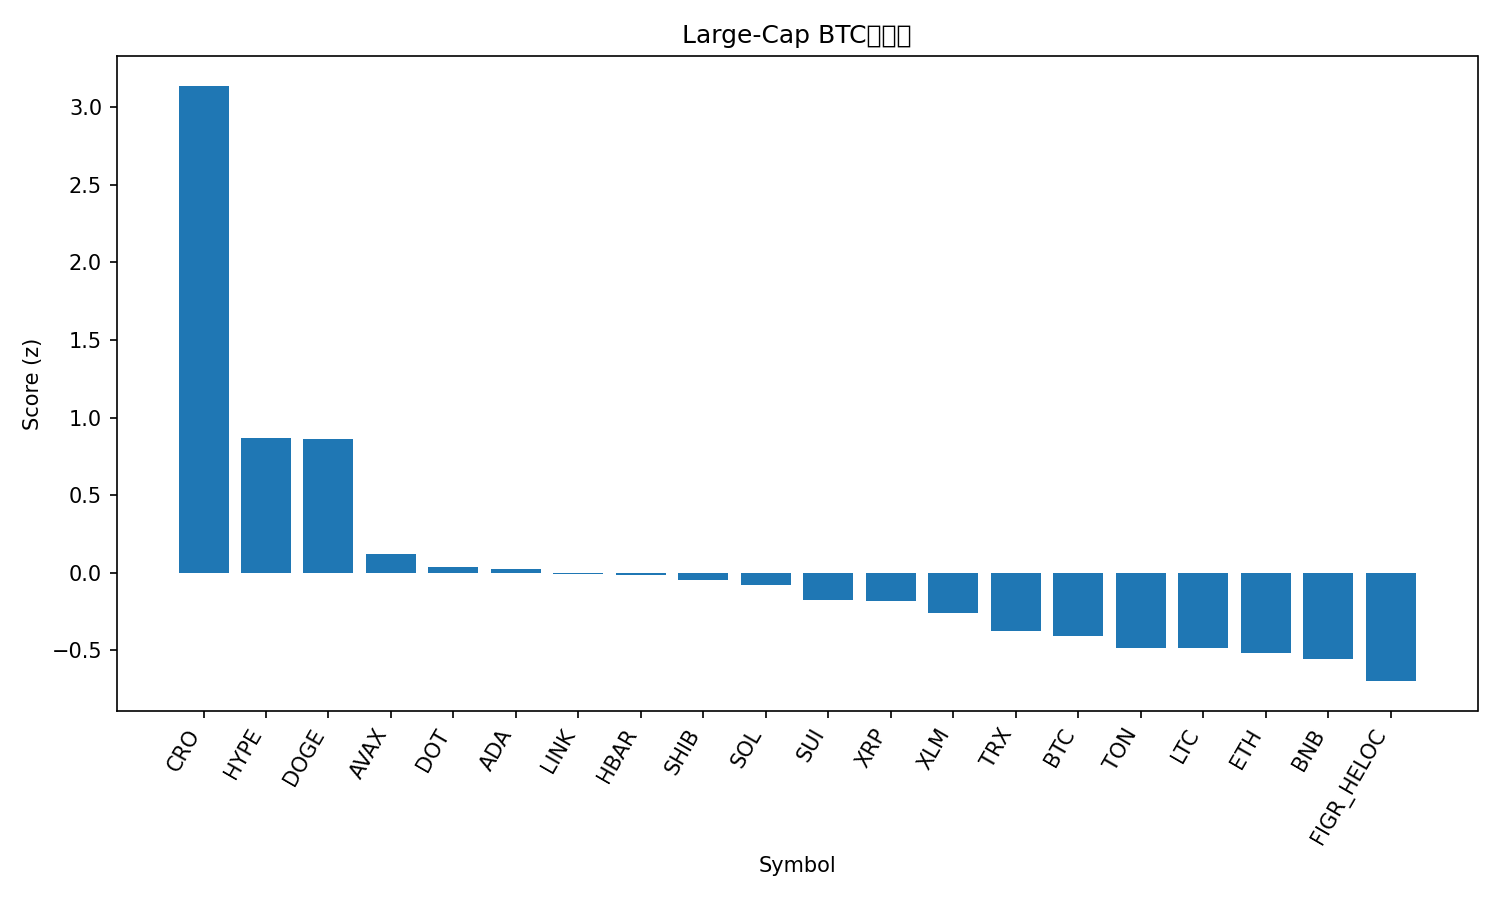 Large-Cap BTC
Score (z)
3.0
2.5
2.0
1.5
1.0
0.5
0.0
−0.5
CRO
HYPE
DOGE
AVAX
DOT
ADA
LINK
HBAR
SHIB
SOL
SUI
XRP
XLM
TRX
BTC
TON
LTC
ETH
BNB
FIGR_HELOC
Symbol